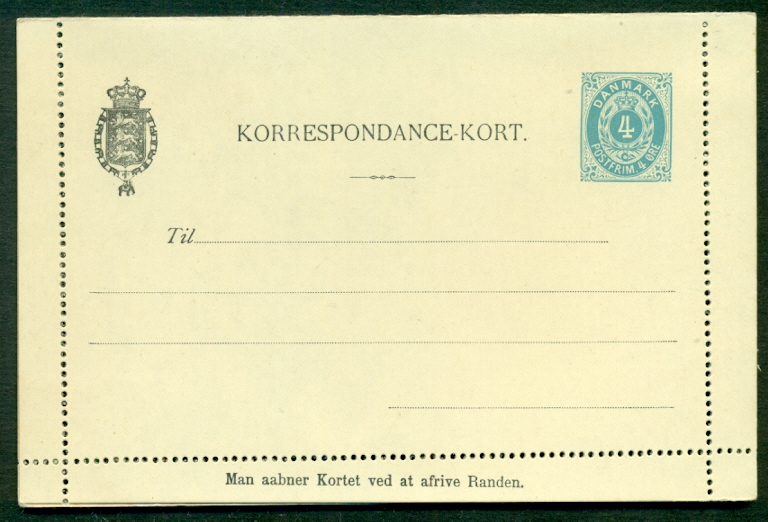 KORRESPONDANCE-KORT.
DANMARK
4
POSTFRIM. 4 ØRE
Til
Man aabner Kortet ved at afrive Randen.